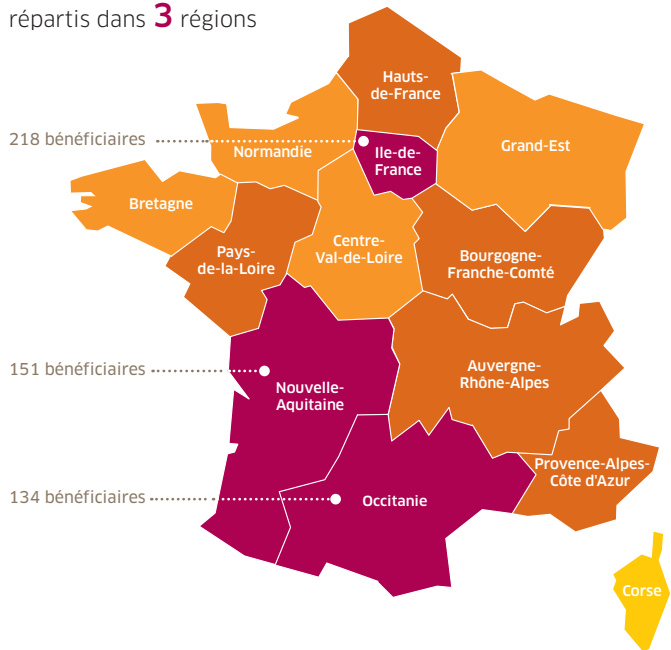 répartis dans 3 régions
Hauts-
de-France
218 bénéficiaires
Normandie
Ile-de-
France
Grand-Est
Bretagne
Pays-
de-la-Loire
Centre-
Val-de-Loire
Bourgogne-
Franche-Comté
151 bénéficiaires
Nouvelle-
Aquitaine
Auvergne-
Rhône-Alpes
Provence-Alpes-
Côte d'Azur
134 bénéficiaires
Occitanie
Corse